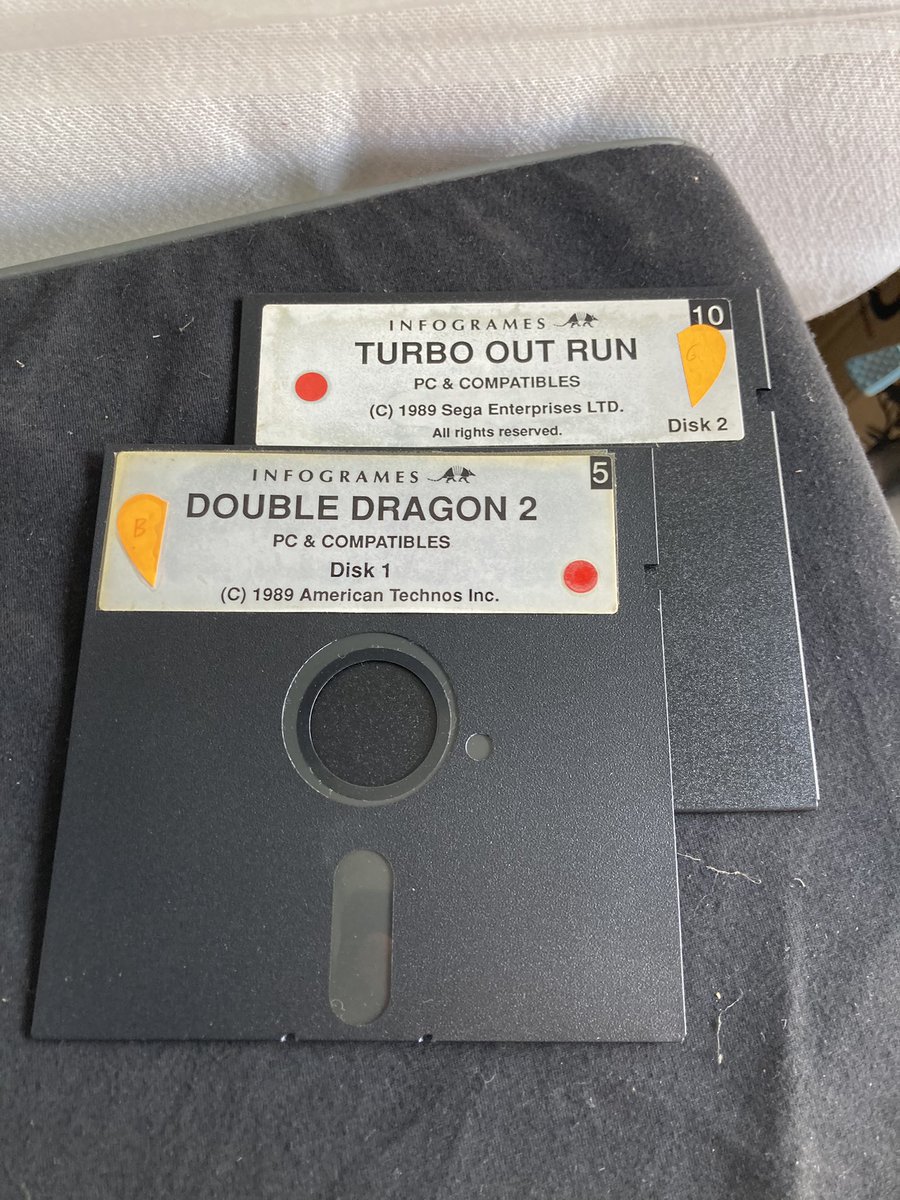 INFOGRAMES
10
TURBO OUT RUN
G
PC & COMPATIBLES
(C) 1989 Sega Enterprises LTD.
All rights reserved.
Disk 2
INFOGRAMES
5
DOUBLE DRAGON 2
B
PC & COMPATIBLES
Disk 1
(C) 1989 American Technos Inc.